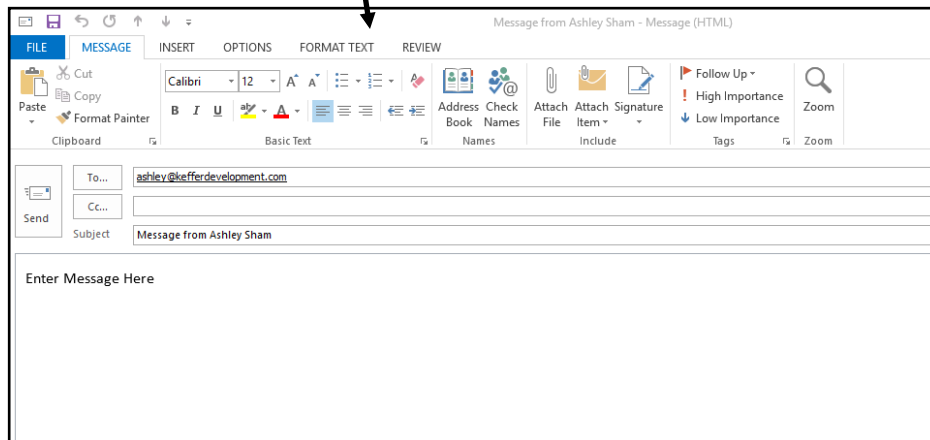 Message from Ashley Sham - Message (HTML)
FILE MESSAGE INSERT OPTIONS FORMAT TEXT REVIEW
Paste
Cut
Copy
Format Painter
Clipboard
Calibri 12
B I U
Basic Text
Address Book
Check Names
Names
Attach File
Attach Item
Signature
Include
Follow Up
High Importance
Low Importance
Tags
Zoom
Zoom
Send
To... ashley@kefferdevelopment.com
Cc...
Subject Message from Ashley Sham
Enter Message Here